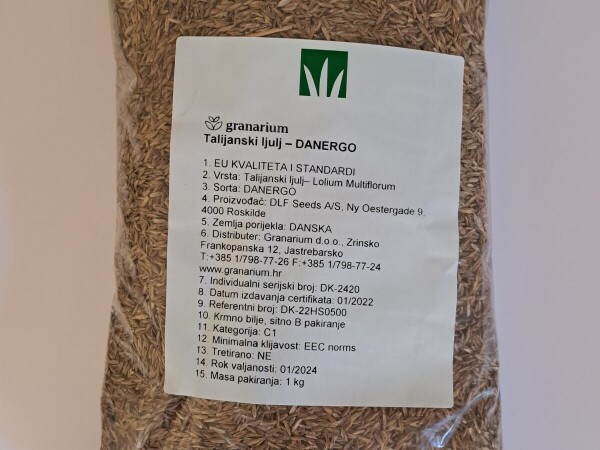 granarium
Talijanski ljulj – DANERGO
1. EU KVALITETA I STANDARDI
2. Vrsta: Talijanski ljulj– Lolium Multiflorum
3. Sorta: DANERGO
4. Proizvođač: DLF Seeds A/S, Ny Oestergade 9.
4000 Roskilde
5. Zemlja porijekla: DANSKA
6. Distributer: Granarium d.o.o., Zrinsko
Frankopanska 12, Jastrebarsko
T:+385 1/798-77-26 F:+385 1/798-77-24
www.granarium.hr
7. Individualni serijski broj: DK-2420
8. Datum izdavanja certifikata: 01/2022
9. Referentni broj: DK-22HS0500
10. Krmno bilje, sitno B pakiranje
11. Kategorija: C1
12. Minimalna klijavost: EEC norms
13. Tretirano: NE
14. Rok valjanosti: 01/2024
15. Masa pakiranja: 1 kg